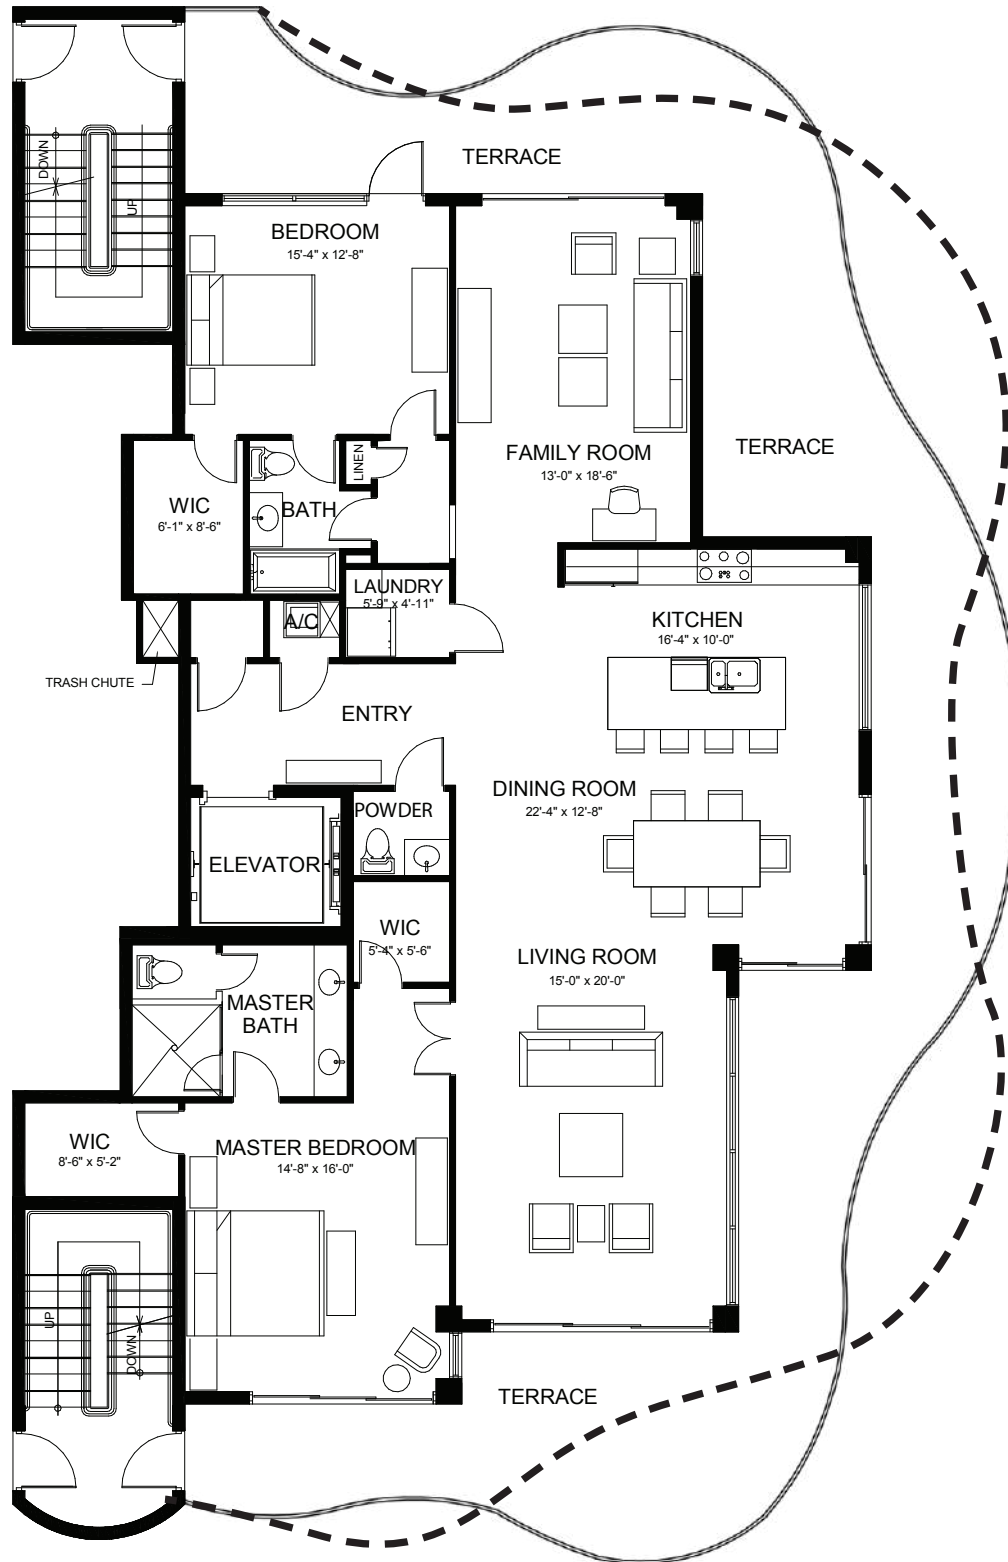 TERRACE
DOWN
UP
BEDROOM
15'-4" x 12'-8"
FAMILY ROOM
13'-0" x 18'-6"
TERRACE
LINEN
WIC
6'-1" x 8'-6"
BATH
LAUNDRY
5'-9" x 4'-11"
A/C
KITCHEN
16'-4" x 10'-0"
TRASH CHUTE
ENTRY
DINING ROOM
22'-4" x 12'-8"
POWDER
ELEVATOR
WIC
5'-4" x 5'-6"
LIVING ROOM
15'-0" x 20'-0"
MASTER
BATH
WIC
8'-6" x 5'-2"
MASTER BEDROOM
14'-8" x 16'-0"
UP
DOWN
TERRACE